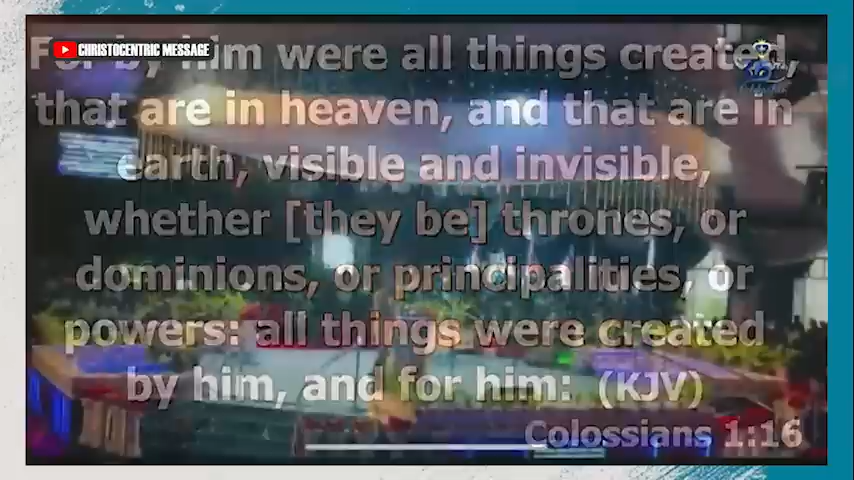 CHRISTOCENTRIC MESSAGE
For by him were all things created,
that are in heaven, and that are in
earth, visible and invisible,
whether [they be] thrones, or
dominions, or principalities, or
powers: all things were created
by him, and for him: (KJV)
Colossians 1:16